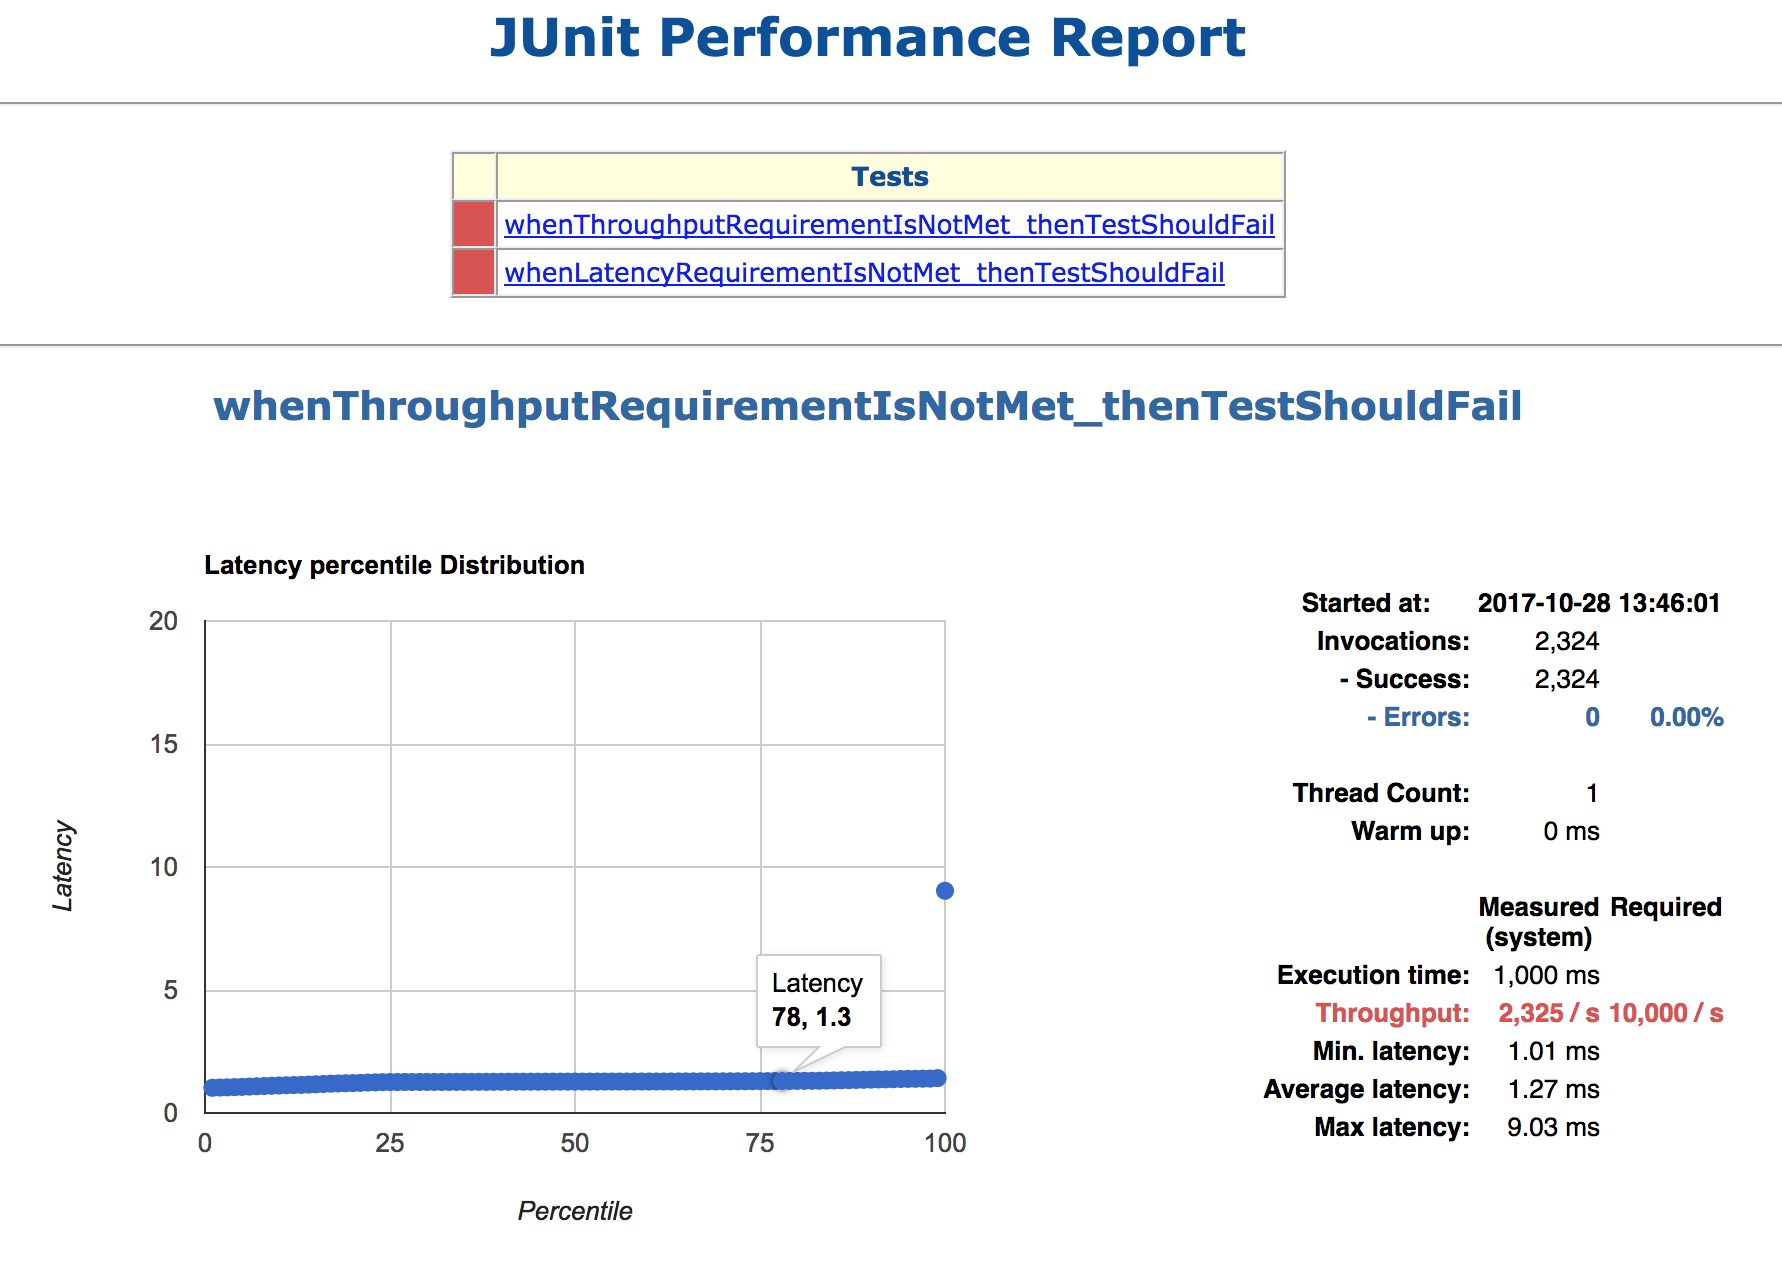 JUnit Performance Report
Tests
whenThroughputRequirementIsNotMet_thenTestShouldFail
whenLatencyRequirementIsNotMet_thenTestShouldFail
whenThroughputRequirementIsNotMet_thenTestShouldFail
Latency percentile Distribution
20
15
10
5
0
Latency
Latency
78, 1.3
0 25 50 75 100
Percentile
Started at: 2017-10-28 13:46:01
Invocations: 2,324
- Success: 2,324
- Errors: 0 0.00%
Thread Count: 1
Warm up: 0 ms
Measured Required
(system)
Execution time: 1,000 ms
Throughput: 2,325 / s 10,000 / s
Min. latency: 1.01 ms
Average latency: 1.27 ms
Max latency: 9.03 ms